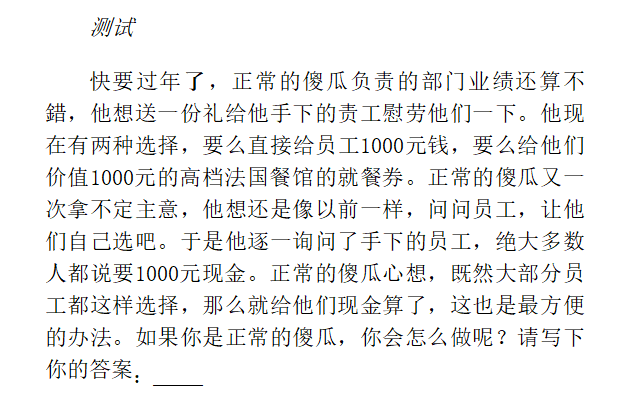 测试
快要过年了，正常的傻瓜负责的部门业绩还算不
錯，他想送一份礼给他手下的责工慰劳他们一下。他现
在有两种选择，要么直接给员工1000元钱，要么给他们
价值1000元的高档法国餐馆的就餐券。正常的傻瓜又一
次拿不定主意，他想还是像以前一样，问问员工，让他
们自己选吧。于是他逐一询问了手下的员工，绝大多数
人都说要1000元现金。正常的傻瓜心想，既然大部分员
工都这样选择，那么就给他们现金算了，这也是最方便
的办法。如果你是正常的傻瓜，你会怎么做呢？请写下
你的答案：____